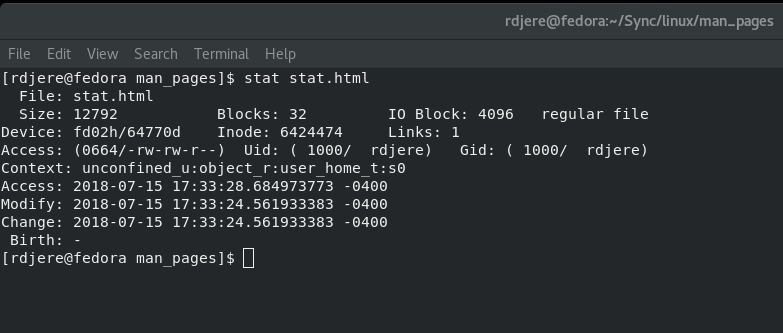 rdjere@fedora:~/Sync/linux/man_pages
File Edit View Search Terminal Help
[rdjere@fedora man_pages]$ stat stat.html
  File: stat.html
  Size: 12792           Blocks: 32         IO Block: 4096   regular file
Device: fd02h/64770d    Inode: 6424474     Links: 1
Access: (0664/-rw-rw-r--)  Uid: ( 1000/  rdjere)   Gid: ( 1000/  rdjere)
Context: unconfined_u:object_r:user_home_t:s0
Access: 2018-07-15 17:33:28.684973773 -0400
Modify: 2018-07-15 17:33:24.561933383 -0400
Change: 2018-07-15 17:33:24.561933383 -0400
 Birth: -
[rdjere@fedora man_pages]$